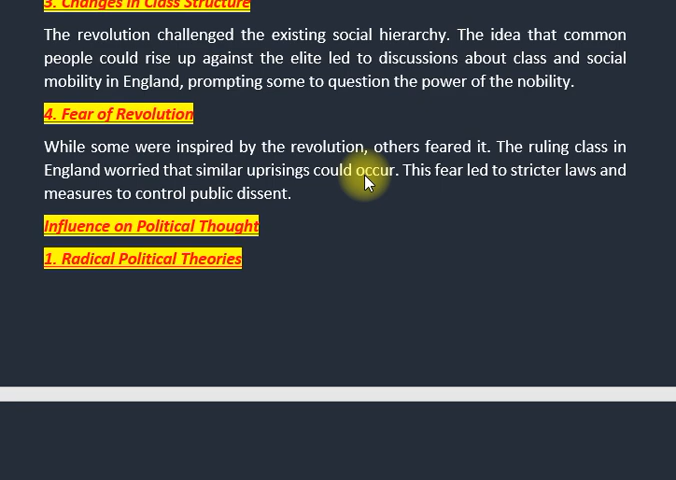 3. Changes in Class Structure
The revolution challenged the existing social hierarchy. The idea that common
people could rise up against the elite led to discussions about class and social
mobility in England, prompting some to question the power of the nobility.
4. Fear of Revolution
While some were inspired by the revolution, others feared it. The ruling class in
England worried that similar uprisings could occur. This fear led to stricter laws and
measures to control public dissent.
Influence on Political Thought
1. Radical Political Theories